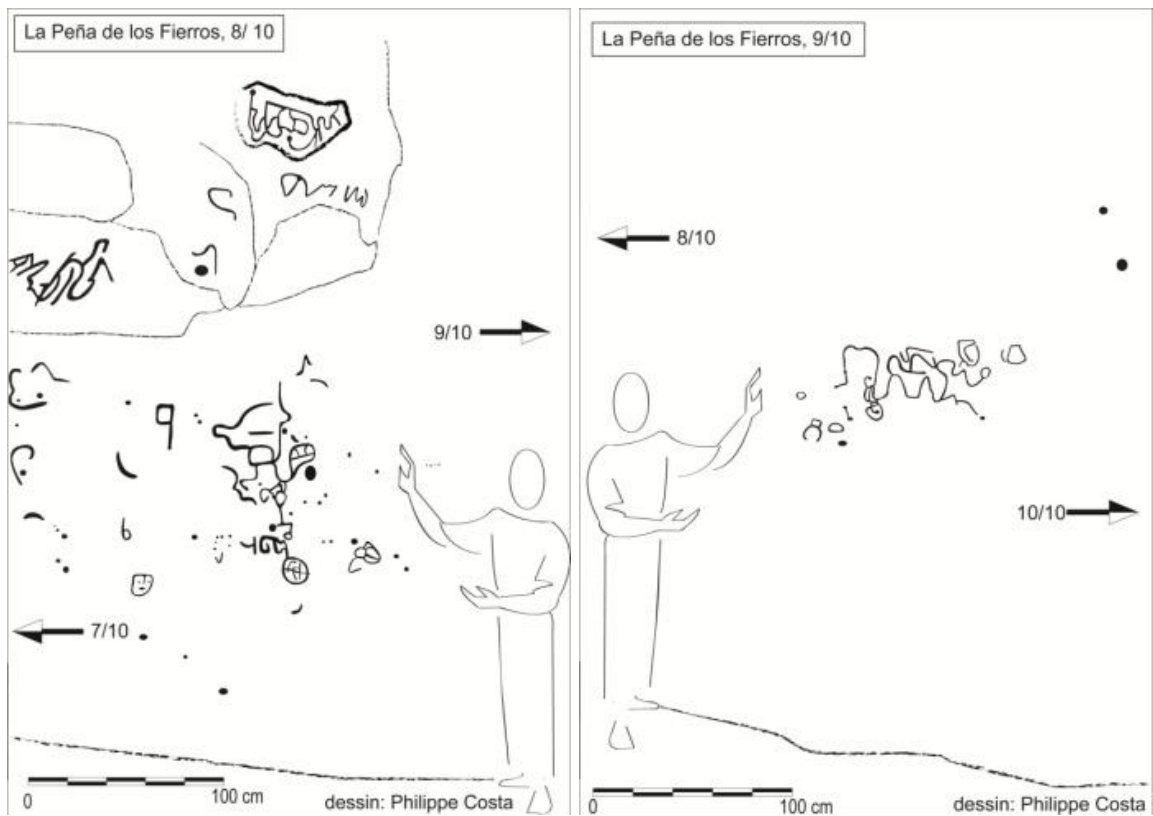 La Peña de los Fierros, 8/ 10
9/10
7/10
0
100 cm
dessin: Philippe Costa
La Peña de los Fierros, 9/10
8/10
10/10
0
100 cm
dessin: Philippe Costa